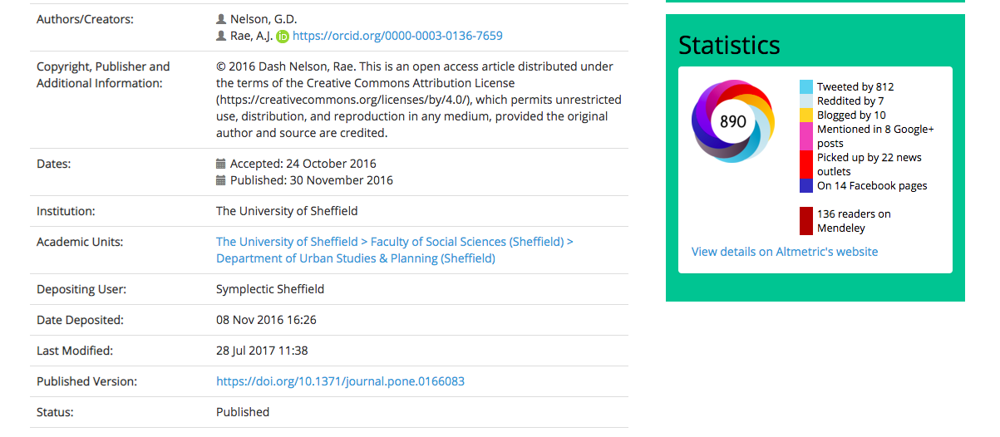 Authors/Creators:
Nelson, G.D.
Rae, A.J. iD https://orcid.org/0000-0003-0136-7659
Copyright, Publisher and
Additional Information:
© 2016 Dash Nelson, Rae. This is an open access article distributed under
the terms of the Creative Commons Attribution License
(https://creativecommons.org/licenses/by/4.0/), which permits unrestricted
use, distribution, and reproduction in any medium, provided the original
author and source are credited.
Dates:
Accepted: 24 October 2016
Published: 30 November 2016
Institution:
The University of Sheffield
Academic Units:
The University of Sheffield > Faculty of Social Sciences (Sheffield) >
Department of Urban Studies & Planning (Sheffield)
Depositing User:
Symplectic Sheffield
Date Deposited:
08 Nov 2016 16:26
Last Modified:
28 Jul 2017 11:38
Published Version:
https://doi.org/10.1371/journal.pone.0166083
Status:
Published
Statistics
890
Tweeted by 812
Reddited by 7
Blogged by 10
Mentioned in 8 Google+
posts
Picked up by 22 news
outlets
On 14 Facebook pages
136 readers on
Mendeley
View details on Altmetric's website